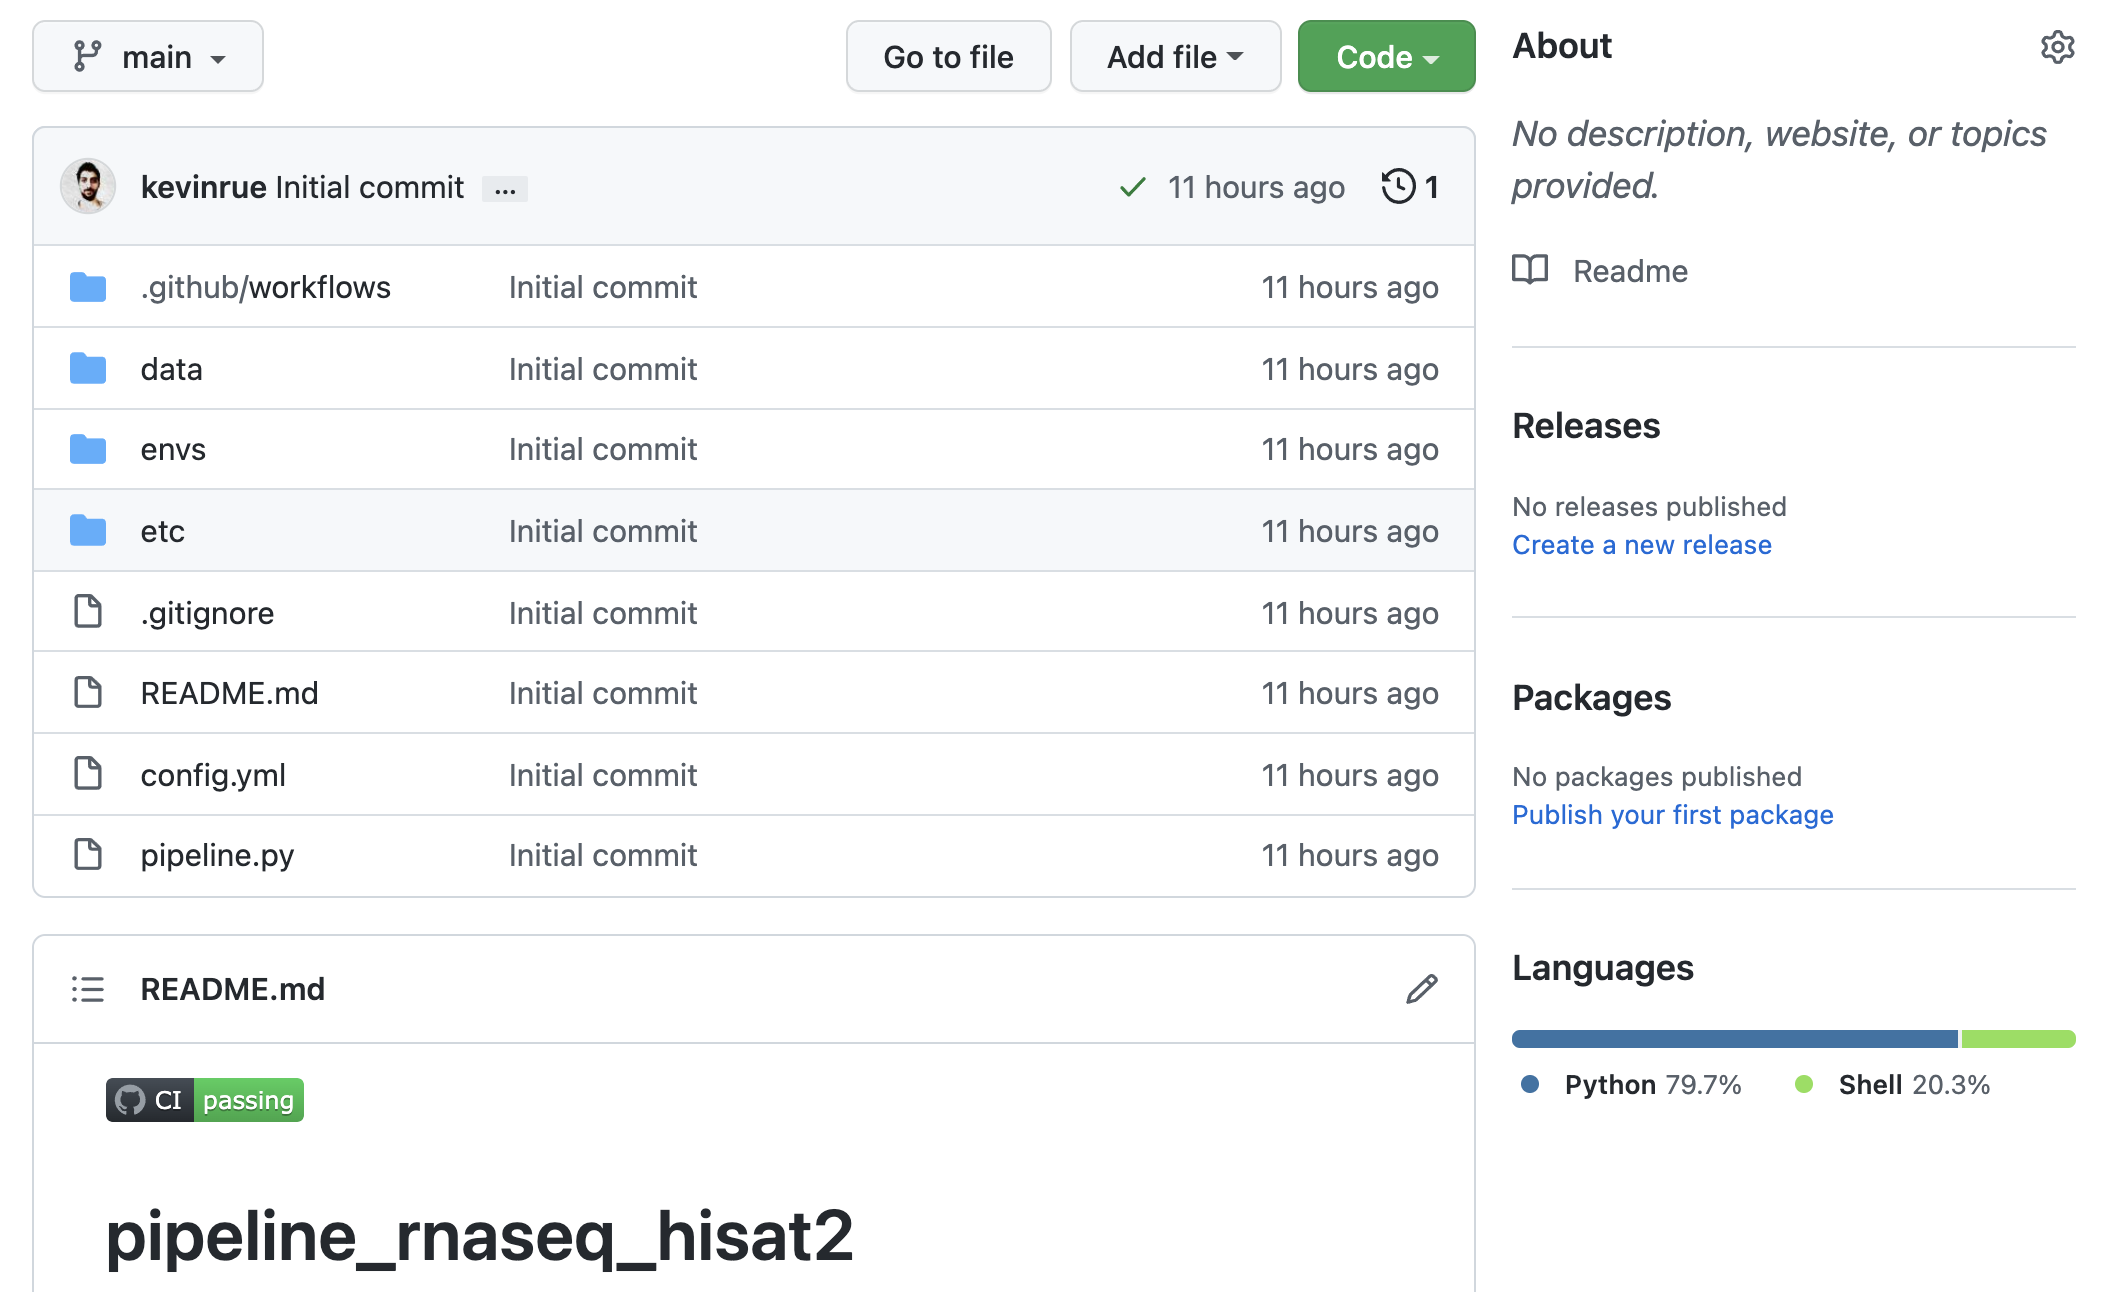 main
Go to file
Add file
Code
kevinrue Initial commit ...
11 hours ago
1
.github/workflows Initial commit 11 hours ago
data Initial commit 11 hours ago
envs Initial commit 11 hours ago
etc Initial commit 11 hours ago
.gitignore Initial commit 11 hours ago
README.md Initial commit 11 hours ago
config.yml Initial commit 11 hours ago
pipeline.py Initial commit 11 hours ago
README.md
CI passing
pipeline_rnaseq_hisat2
About
No description, website, or topics
provided.
Readme
Releases
No releases published
Create a new release
Packages
No packages published
Publish your first package
Languages
Python 79.7% Shell 20.3%